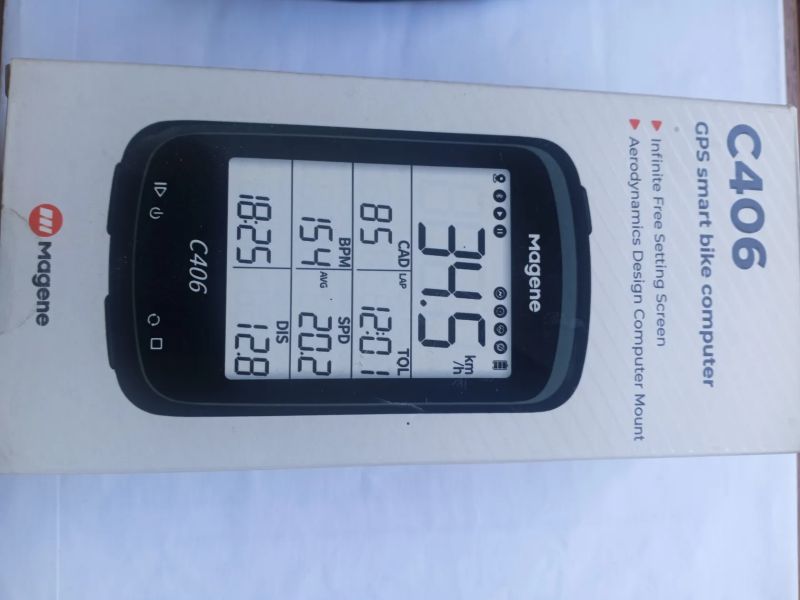 C406
GPS smart bike computer
Infinite Free Setting Screen
Aerodynamics Design Computer Mount
Magene
34.5 km/h
CAD LAP TOL
85 12:01
BPM AVG SPD
154 20.2
DIS
18:25 12.8
C406
Magene